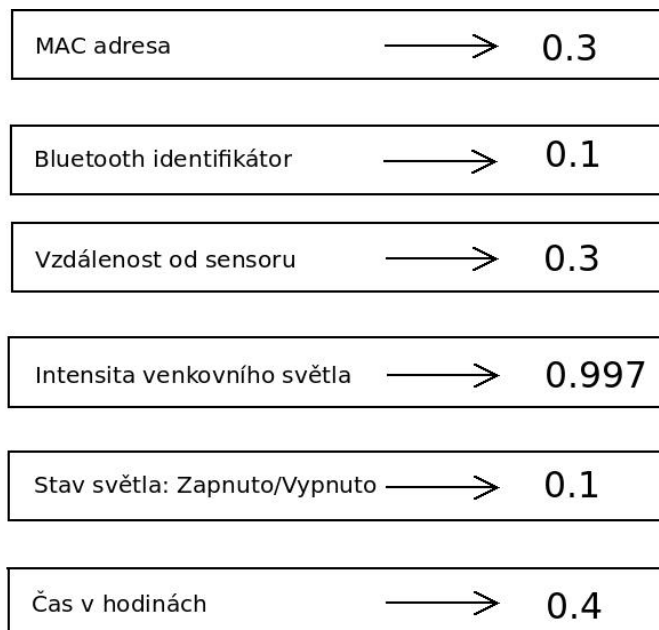 MAC adresa 0.3
Bluetooth identifikátor 0.1
Vzdálenost od sensoru 0.3
Intensita venkovního světla 0.997
Stav světla: Zapnuto/Vypnuto 0.1
Čas v hodinách 0.4